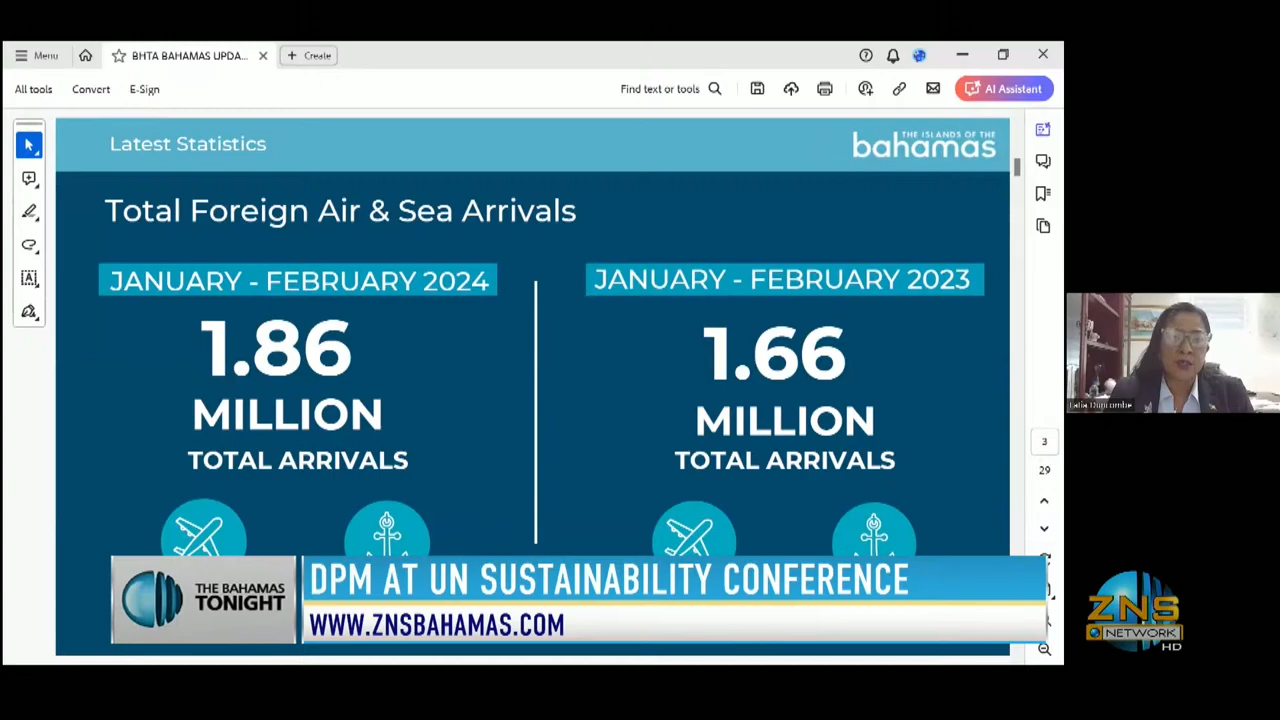 Menu
BHTA BAHAMAS UPDA...
Create
All tools
Convert
E-Sign
Find text or tools
AI Assistant
Latest Statistics
THE ISLANDS OF THE
bahamas
Total Foreign Air & Sea Arrivals
JANUARY - FEBRUARY 2024
1.86
MILLION
TOTAL ARRIVALS
JANUARY - FEBRUARY 2023
1.66
MILLION
TOTAL ARRIVALS
Latia Duncombe
3
29
THE BAHAMAS
TONIGHT
DPM AT UN SUSTAINABILITY CONFERENCE
WWW.ZNSBAHAMAS.COM
ZNS
NETWORK
HD